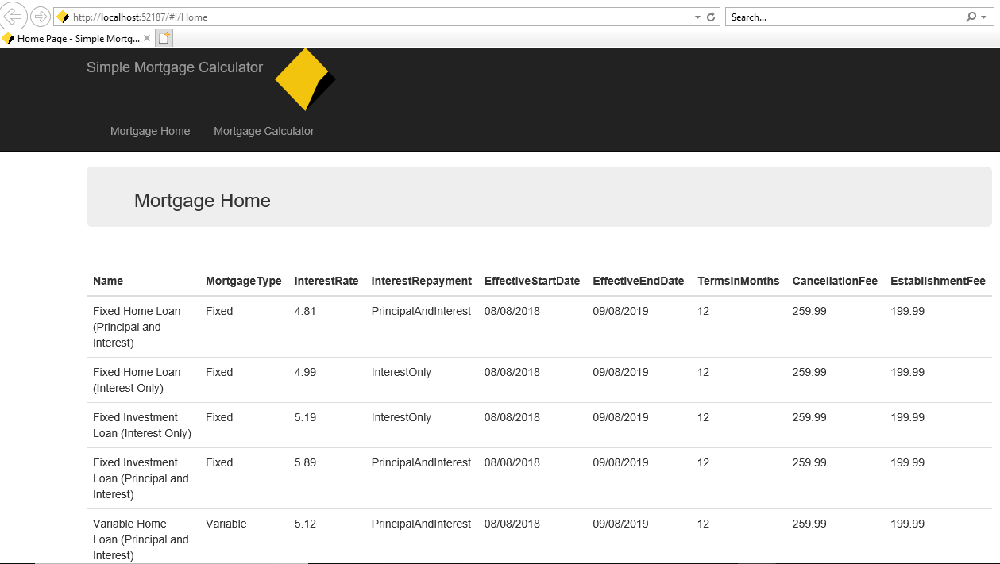 http://localhost:52187/#!/Home
Search...
Home Page - Simple Mortg...
Simple Mortgage Calculator
Mortgage Home Mortgage Calculator
Mortgage Home
Name MortgageType InterestRate InterestRepayment EffectiveStartDate EffectiveEndDate TermsInMonths CancellationFee EstablishmentFee
Fixed Home Loan Fixed 4.81 PrincipalAndInterest 08/08/2018 09/08/2019 12 259.99 199.99
(Principal and
Interest)
Fixed Home Loan Fixed 4.99 InterestOnly 08/08/2018 09/08/2019 12 259.99 199.99
(Interest Only)
Fixed Investment Fixed 5.19 InterestOnly 08/08/2018 09/08/2019 12 259.99 199.99
Loan (Interest Only)
Fixed Investment Fixed 5.89 PrincipalAndInterest 08/08/2018 09/08/2019 12 259.99 199.99
Loan (Principal and
Interest)
Variable Home Variable 5.12 PrincipalAndInterest 08/08/2018 09/08/2019 12 259.99 199.99
Loan (Principal and
Interest)